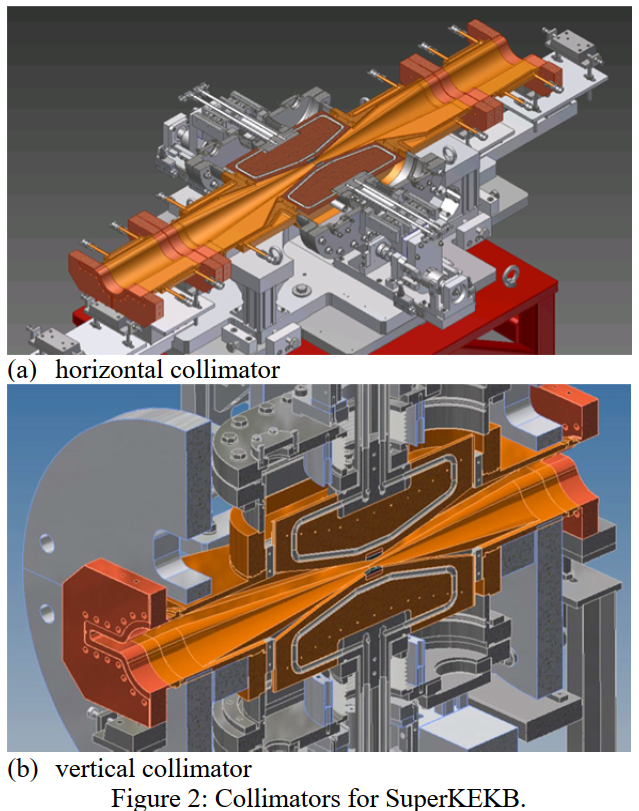 (a) horizontal collimator
(b) vertical collimator
Figure 2: Collimators for SuperKEKB.